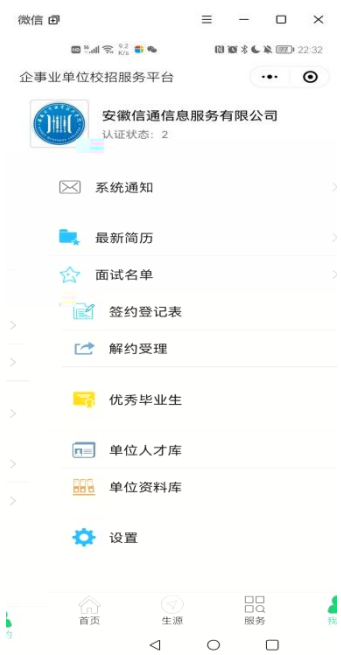 微信
9.2
K/s
22:32
企事业单位校招服务平台
安徽信通信息服务有限公司
认证状态: 2
系统通知
最新简历
面试名单
签约登记表
解约受理
优秀毕业生
单位人才库
单位资料库
设置
首页
生源
服务